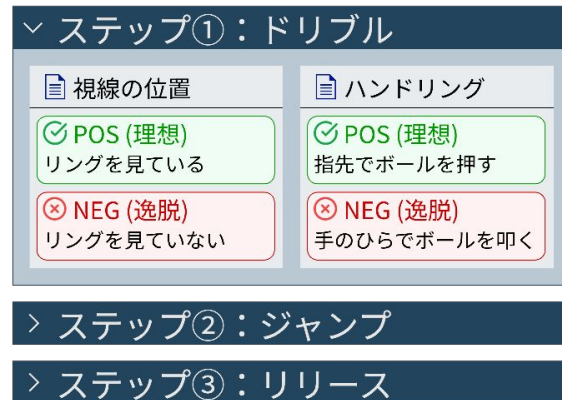 ステップ①：ドリブル
視線の位置
POS (理想)
リングを見ている
NEG (逸脱)
リングを見ていない
ハンドリング
POS (理想)
指先でボールを押す
NEG (逸脱)
手のひらでボールを叩く
ステップ②：ジャンプ
ステップ③：リリース